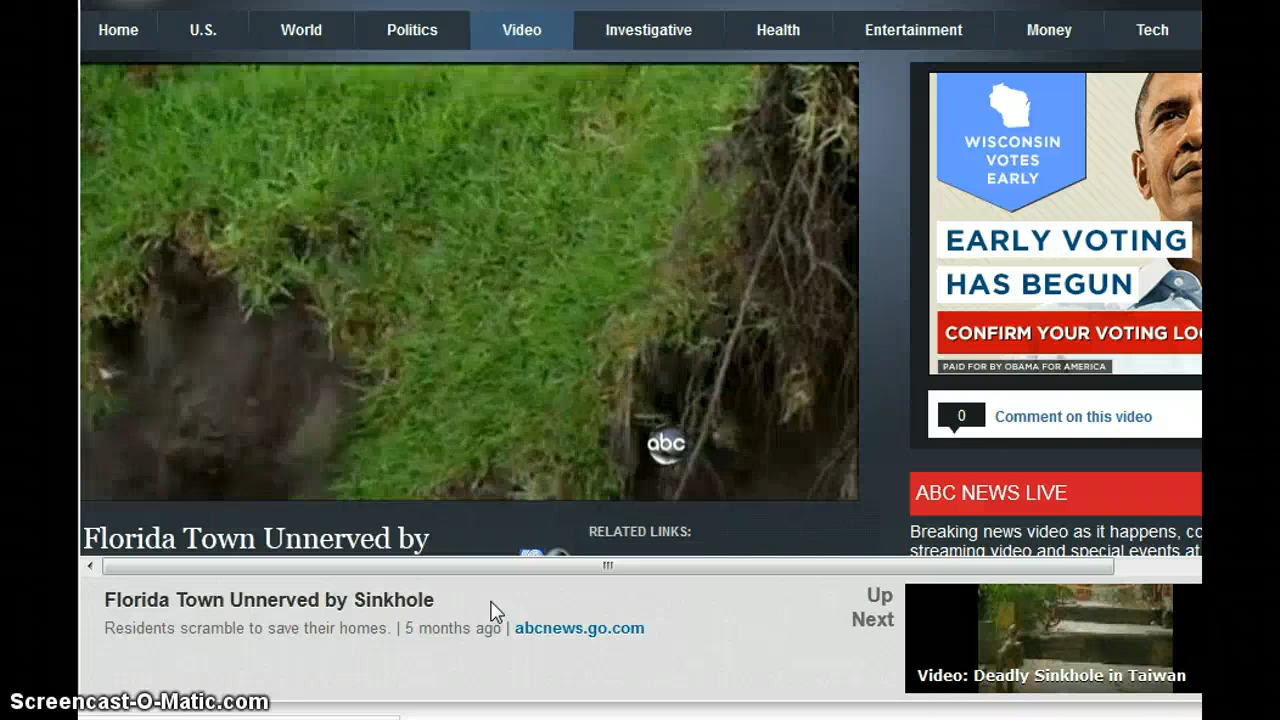 Home U.S. World Politics Video Investigative Health Entertainment Money Tech
WISCONSIN
VOTES
EARLY
EARLY VOTING
HAS BEGUN
CONFIRM YOUR VOTING LO
PAID FOR BY OBAMA FOR AMERICA
0 Comment on this video
abc
ABC NEWS LIVE
Breaking news video as it happens, co
streaming video and special events at
Florida Town Unnerved by
RELATED LINKS:
Florida Town Unnerved by Sinkhole
Residents scramble to save their homes. | 5 months ago | abcnews.go.com
Up
Next
Video: Deadly Sinkhole in Taiwan
Screencast-O-Matic.com